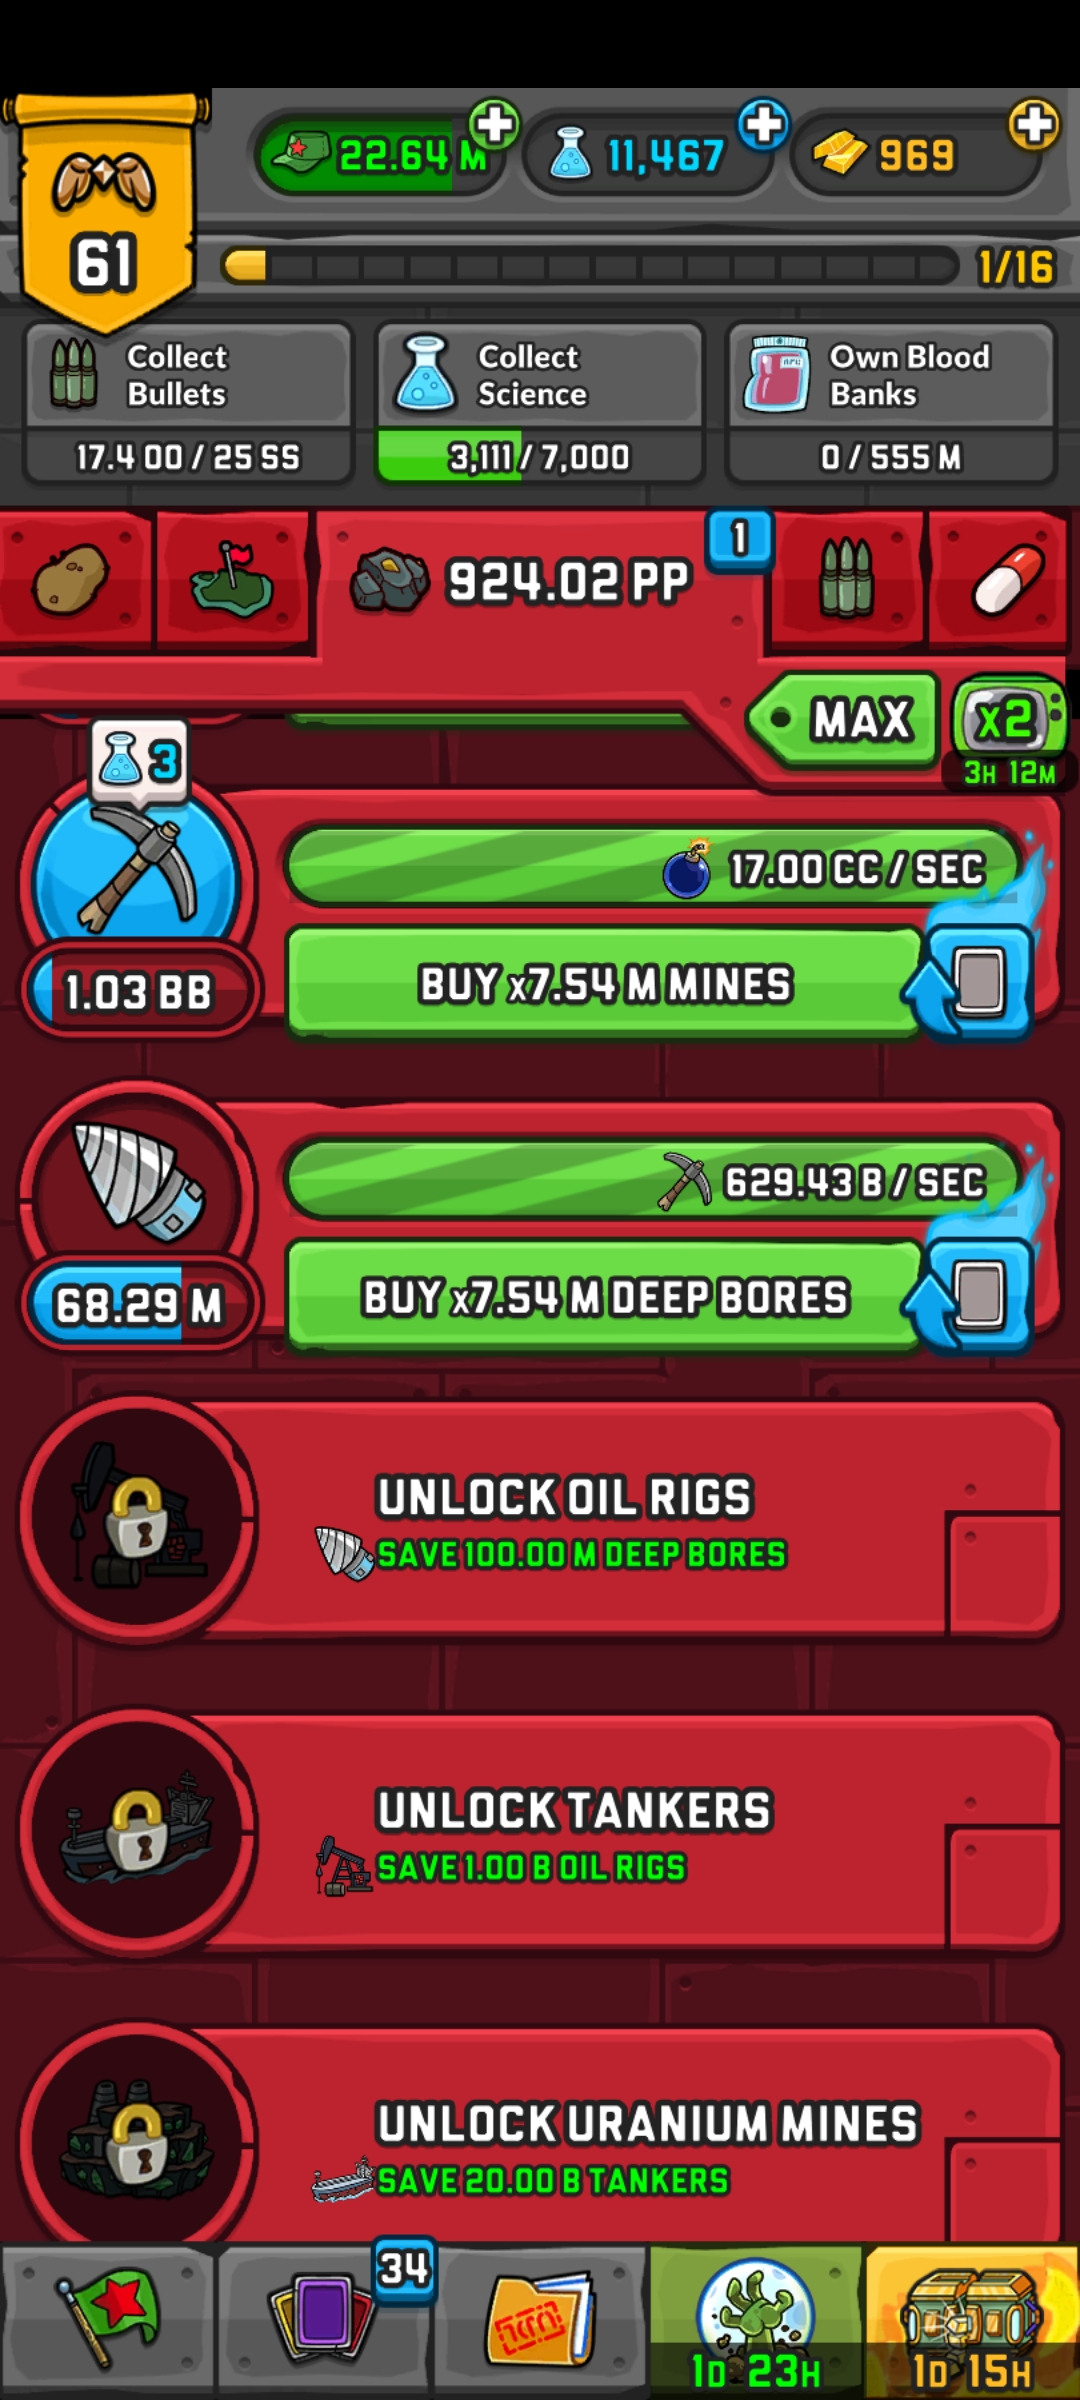 61
22.64 M
11,467
969
1/16
Collect
Bullets
17.4 OO / 25 SS
Collect
Science
3,111 / 7,000
Own Blood
Banks
0 / 555 M
924.02 PP
1
MAX
x2
3H 12M
3
17.00 CC / SEC
1.03 BB
BUY x7.54 M MINES
629.43 B / SEC
68.29 M
BUY x7.54 M DEEP BORES
UNLOCK OIL RIGS
SAVE 100.00 M DEEP BORES
UNLOCK TANKERS
SAVE 1.00 B OIL RIGS
UNLOCK URANIUM MINES
SAVE 20.00 B TANKERS
34
1D 23H
1D 15H